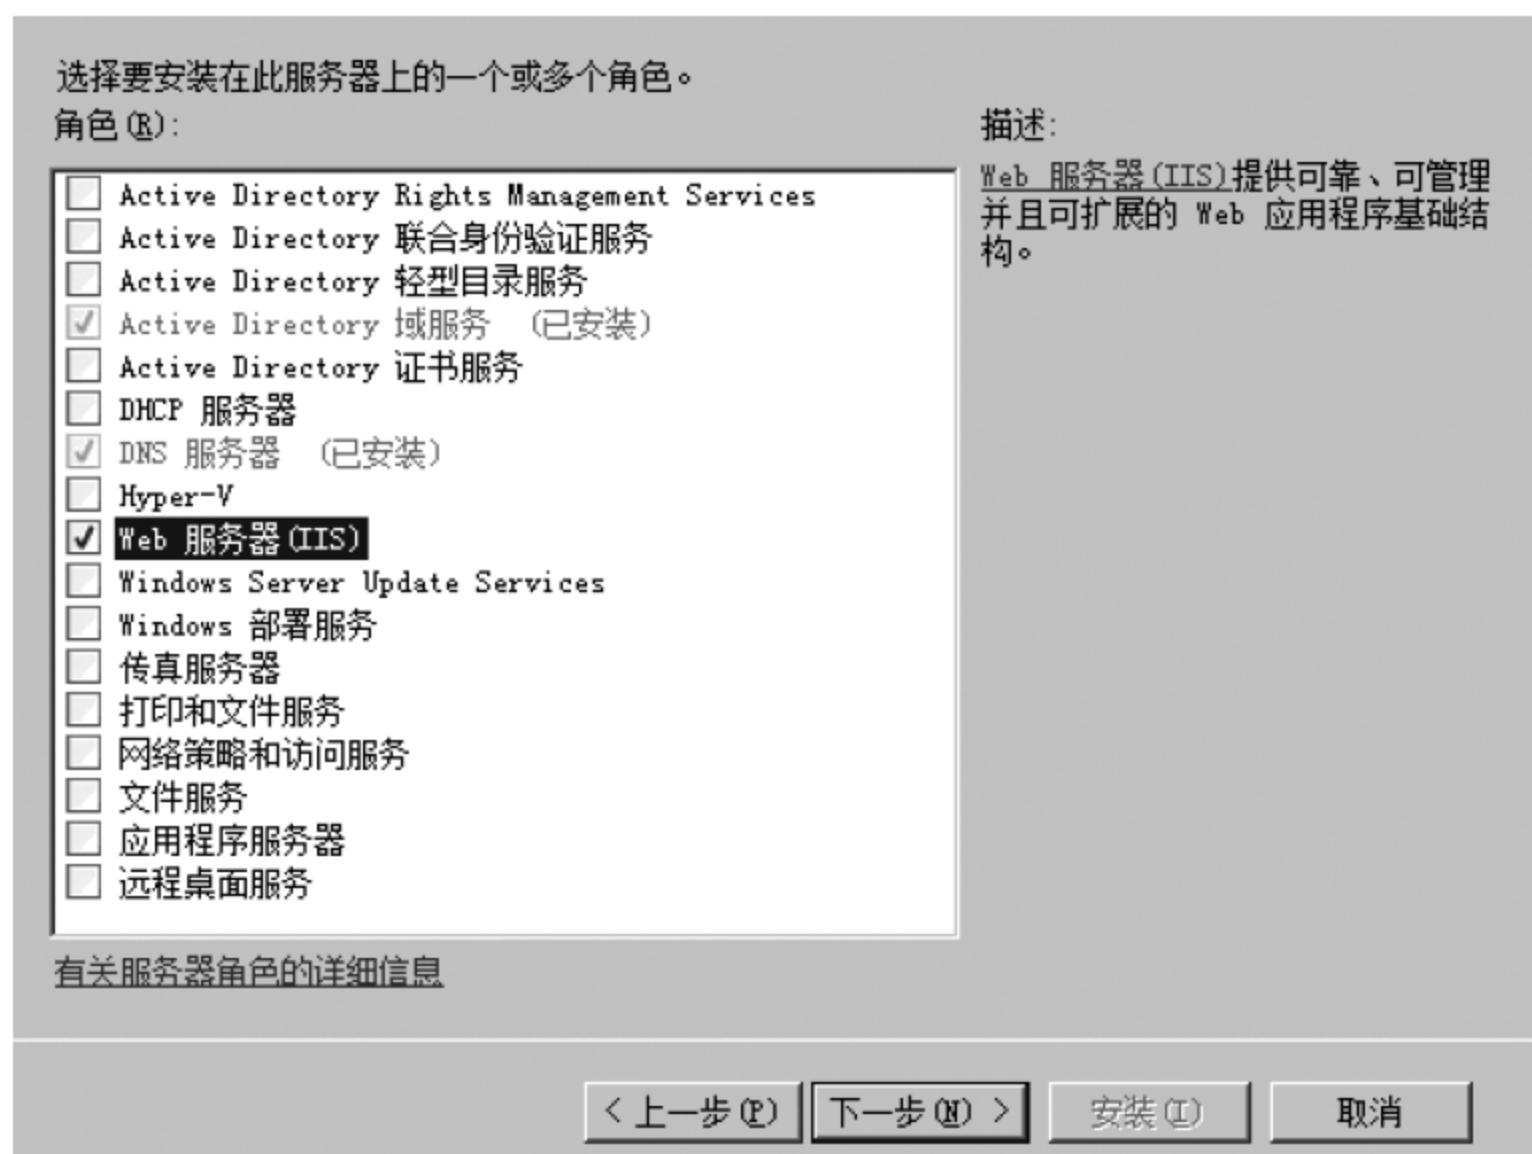 选择要安装在此服务器上的一个或多个角色。
角色(R):
描述:
Active Directory Rights Management Services
Active Directory 联合身份验证服务
Active Directory 轻型目录服务
Active Directory 域服务 (已安装)
Active Directory 证书服务
DHCP 服务器
DNS 服务器 (已安装)
Hyper-V
Web 服务器(IIS)
Windows Server Update Services
Windows 部署服务
传真服务器
打印和文件服务
网络策略和访问服务
文件服务
应用程序服务器
远程桌面服务
Web 服务器(IIS)提供可靠、可管理
并且可扩展的 Web 应用程序基础结
构。
有关服务器角色的详细信息
< 上一步(P)
下一步(N) >
安装(I)
取消